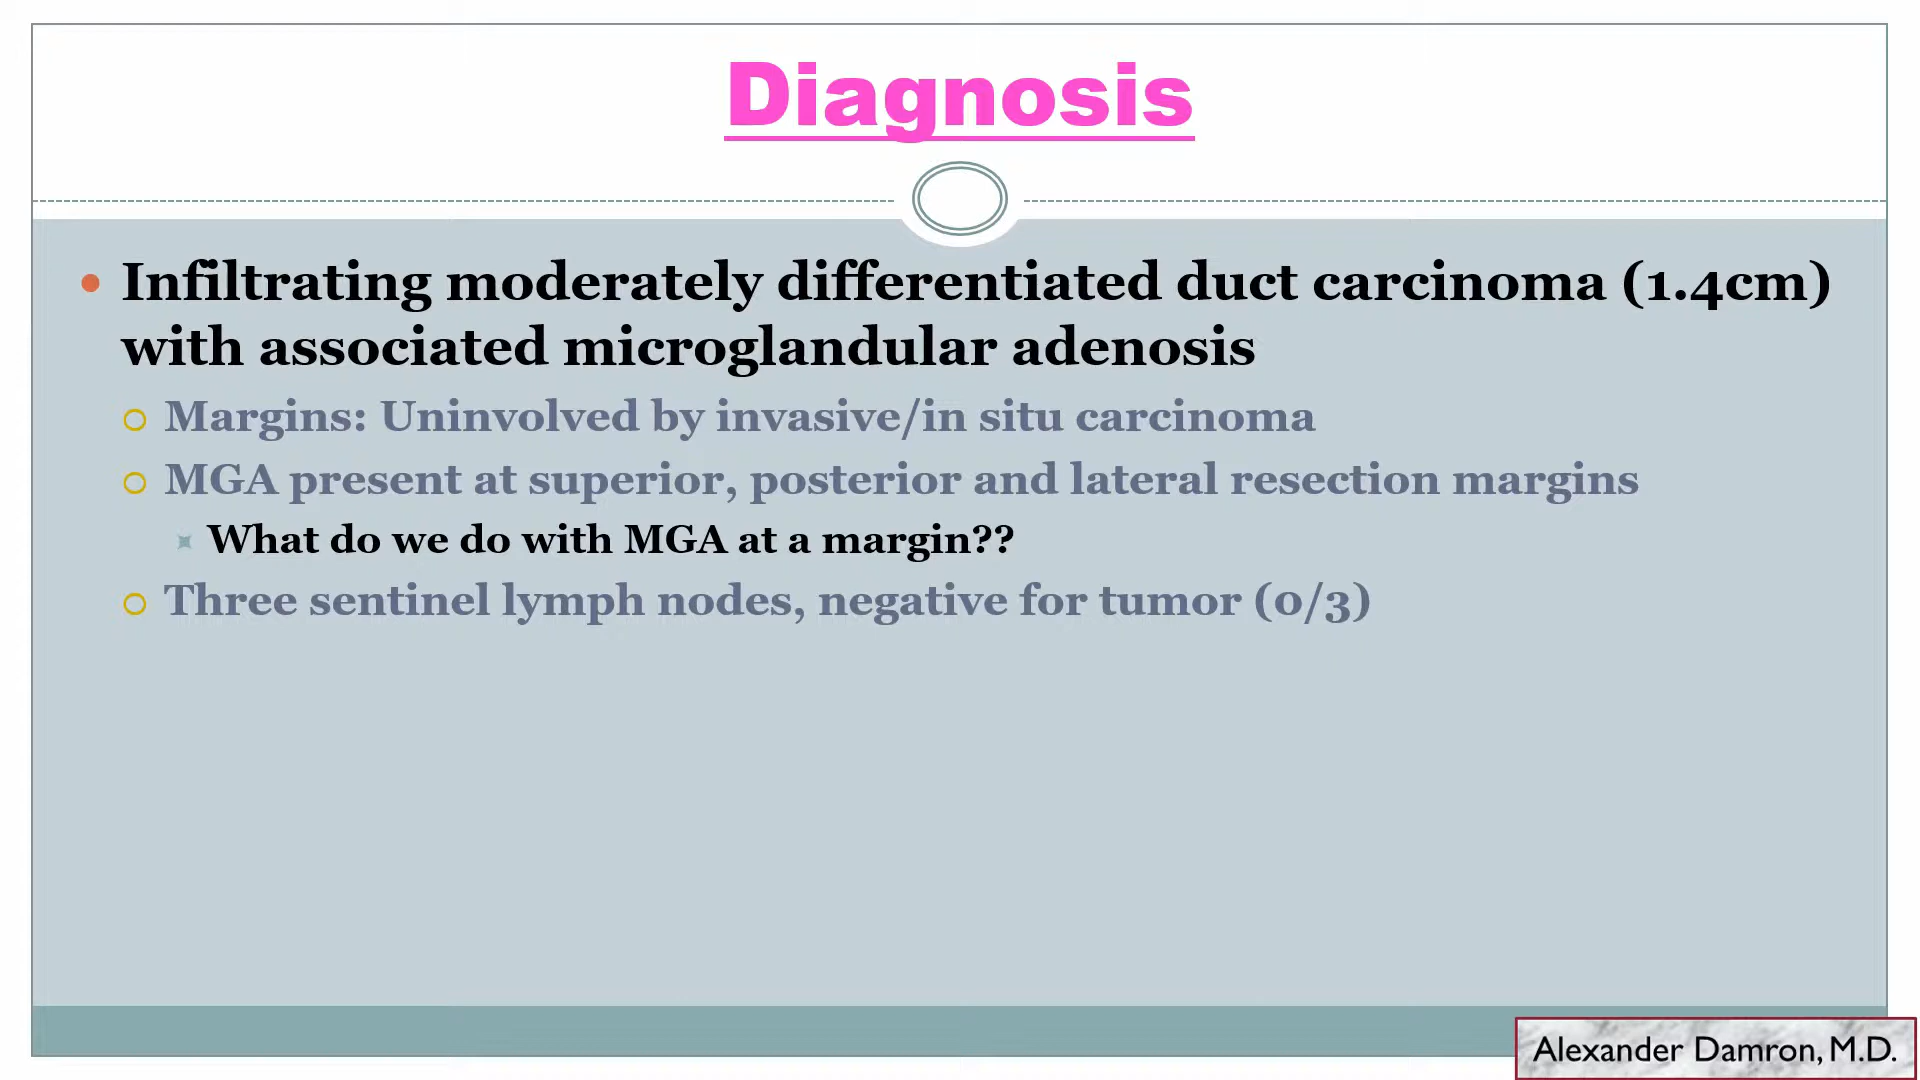 Diagnosis
Infiltrating moderately differentiated duct carcinoma (1.4cm)
with associated microglandular adenosis
Margins: Uninvolved by invasive/in situ carcinoma
MGA present at superior, posterior and lateral resection margins
What do we do with MGA at a margin??
Three sentinel lymph nodes, negative for tumor (0/3)
Alexander Damron, M.D.